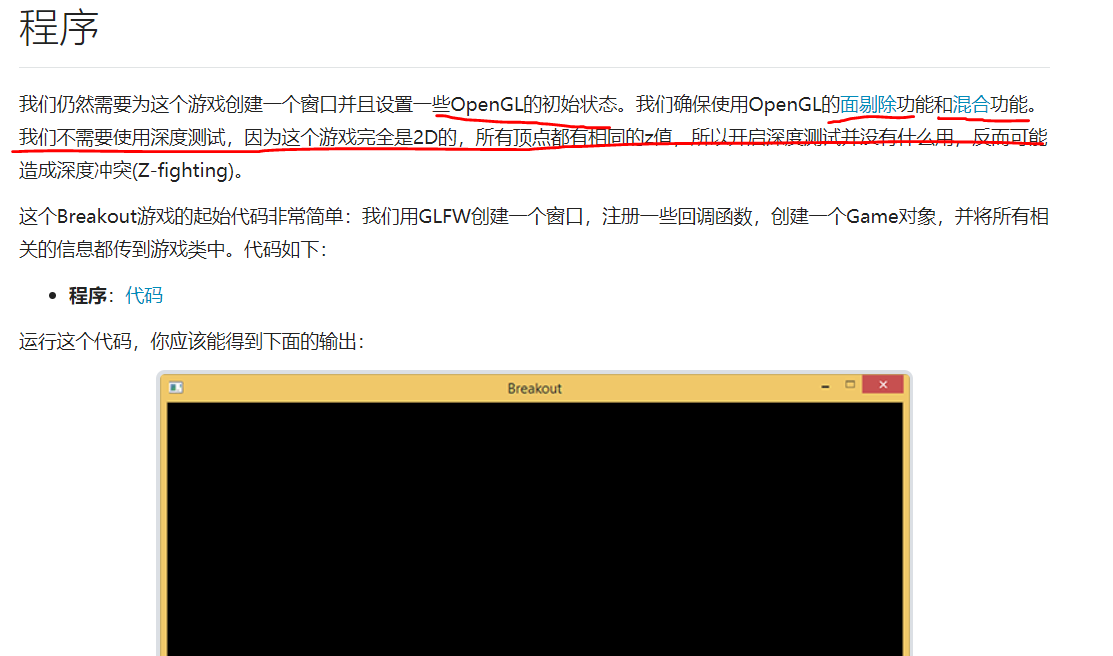 程序
我们仍然需要为这个游戏创建一个窗口并且设置一些OpenGL的初始状态。我们确保使用OpenGL的面剔除功能和混合功能。
我们不需要使用深度测试，因为这个游戏完全是2D的，所有顶点都有相同的z值，所以开启深度测试并没有什么用，反而可能
造成深度冲突(Z-fighting)。
这个Breakout游戏的起始代码非常简单：我们用GLFW创建一个窗口，注册一些回调函数，创建一个Game对象，并将所有相
关的信息都传到游戏类中。代码如下：
• 程序：代码
运行这个代码，你应该能得到下面的输出：
Breakout